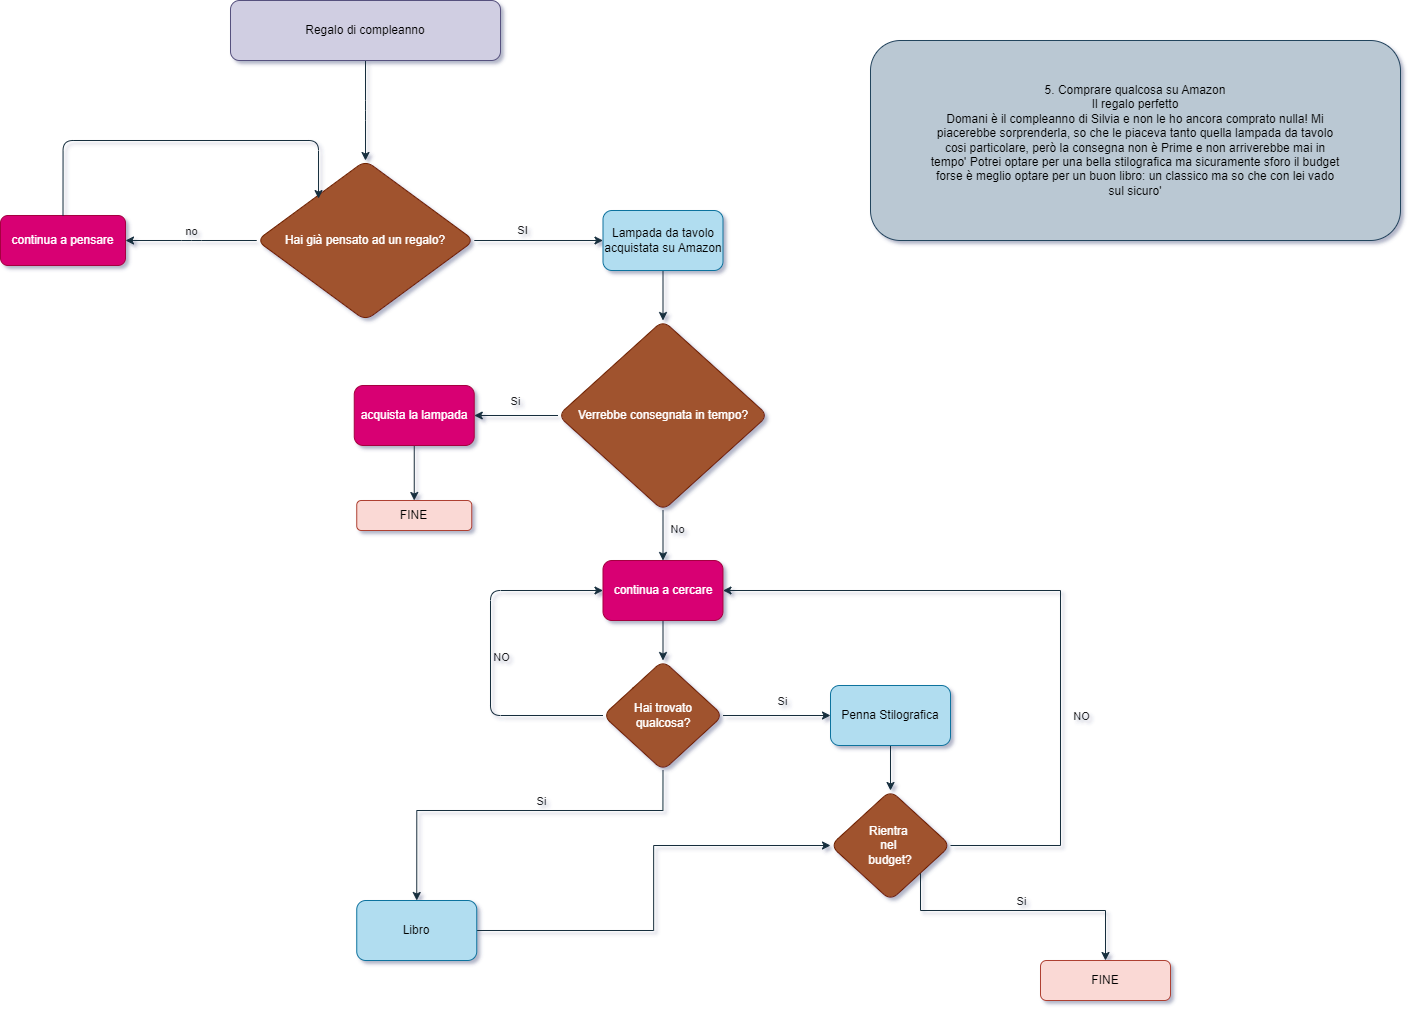 Regalo di compleanno
5. Comprare qualcosa su Amazon
Il regalo perfetto
Domani è il compleanno di Silvia e non le ho ancora comprato nulla! Mi
piacerebbe sorprenderla, so che le piaceva tanto quella lampada da tavolo
cosi particolare, però la consegna non è Prime e non arriverebbe mai in
tempo' Potrei optare per una bella stilografica ma sicuramente sforo il budget
forse è meglio optare per un buon libro: un classico ma so che con lei vado
sul sicuro'
continua a pensare
no
Hai già pensato ad un regalo?
SI
Lampada da tavolo
acquistata su Amazon
acquista la lampada
Si
Verrebbe consegnata in tempo?
FINE
No
continua a cercare
NO
Hai trovato
qualcosa?
Si
Penna Stilografica
NO
Si
Rientra
nel
budget?
Libro
Si
FINE